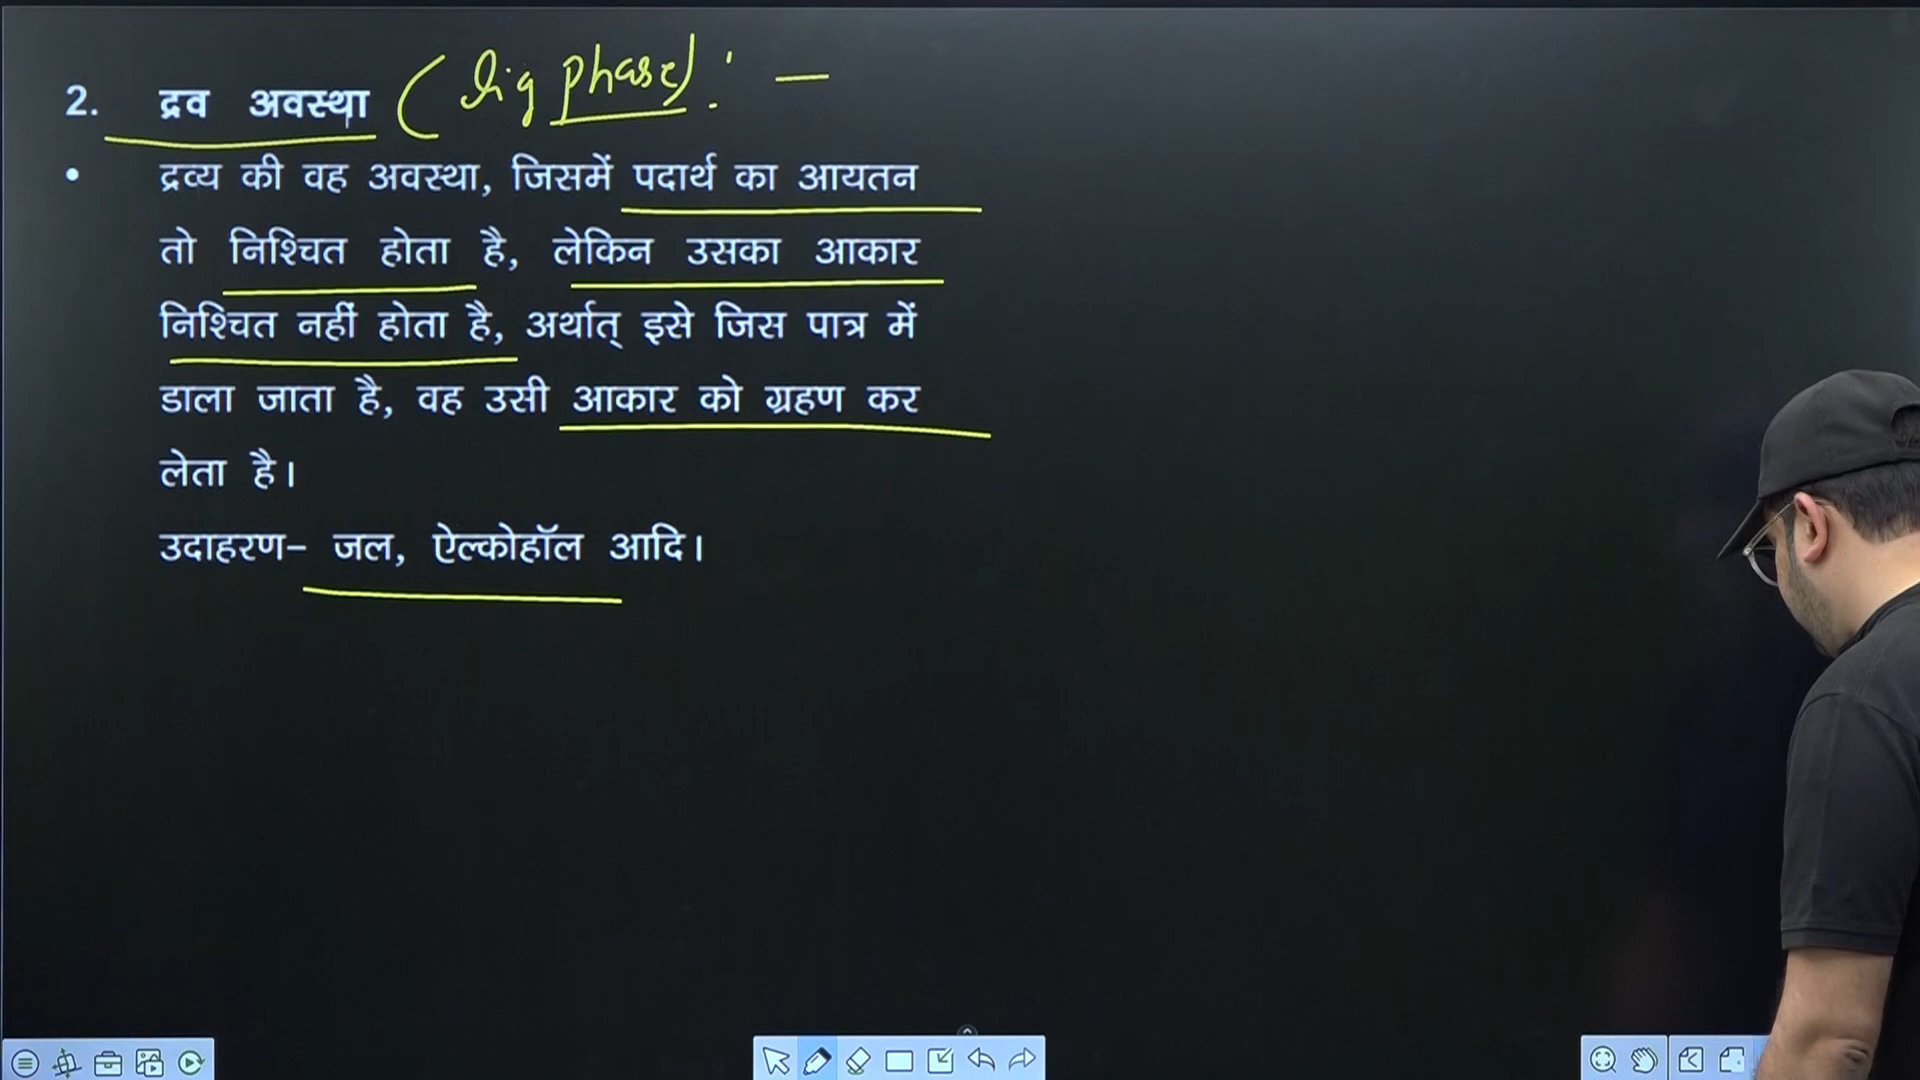 2. द्रव अवस्था (liq phase) : —
• द्रव्य की वह अवस्था, जिसमें पदार्थ का आयतन
तो निश्चित होता है, लेकिन उसका आकार
निश्चित नहीं होता है, अर्थात् इसे जिस पात्र में
डाला जाता है, वह उसी आकार को ग्रहण कर
लेता है।
उदाहरण– जल, ऐल्कोहॉल आदि।